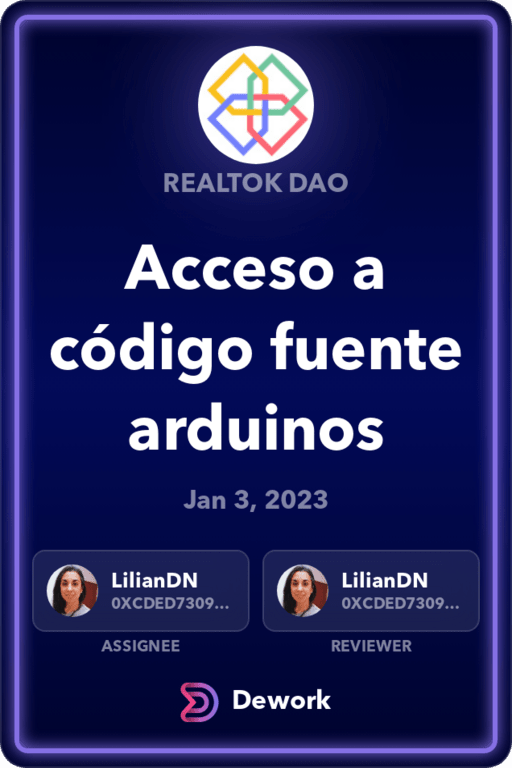 REALTOK DAO
Acceso a
código fuente
arduinos
Jan 3, 2023
LilianDN
0XCDED7309...
ASSIGNEE
LilianDN
0XCDED7309...
REVIEWER
Dework